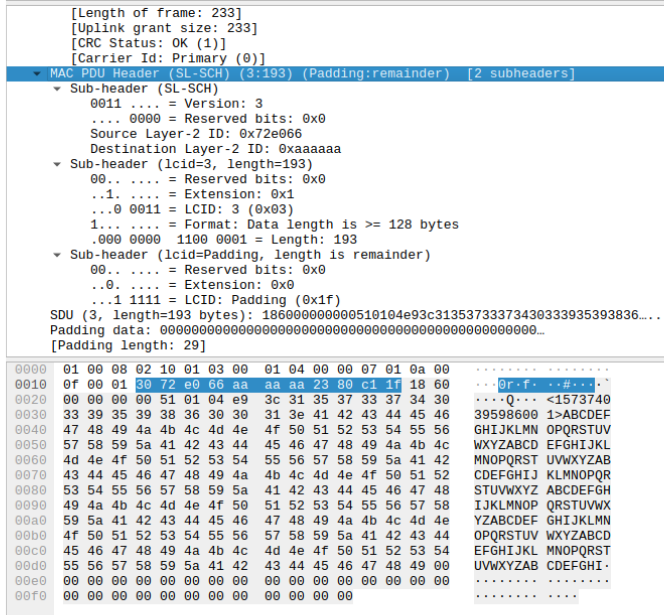 [Length of frame: 233]
[Uplink grant size: 233]
[CRC Status: OK (1)]
[Carrier Id: Primary (0)]
MAC PDU Header (SL-SCH) (3:193) (Padding:remainder)  [2 subheaders]
Sub-header (SL-SCH)
0011 .... = Version: 3
.... 0000 = Reserved bits: 0x0
Source Layer-2 ID: 0x72e066
Destination Layer-2 ID: 0xaaaaaa
Sub-header (lcid=3, length=193)
00.. .... = Reserved bits: 0x0
..1. .... = Extension: 0x1
...0 0011 = LCID: 3 (0x03)
1... .... = Format: Data length is >= 128 bytes
.000 0000  1100 0001 = Length: 193
Sub-header (lcid=Padding, length is remainder)
00.. .... = Reserved bits: 0x0
..0. .... = Extension: 0x0
...1 1111 = LCID: Padding (0x1f)
SDU (3, length=193 bytes): 186000000000510104e93c31353733373430333935393836…
Padding data: 0000000000000000000000000000000000000000000000…
[Padding length: 29]
0000  01 00 08 02 10 01 03 00  01 04 00 00 07 01 0a 00  ········ ········
0010  0f 00 01 30 72 e0 66 aa  aa aa 23 80 c1 1f 18 60  ···0r·f· ··#····`
0020  00 00 00 00 51 01 04 e9  3c 31 35 37 33 37 34 30  ····Q··· <1573740
0030  33 39 35 39 38 36 30 30  31 3e 41 42 43 44 45 46  39598600 1>ABCDEF
0040  47 48 49 4a 4b 4c 4d 4e  4f 50 51 52 53 54 55 56  GHIJKLMN OPQRSTUV
0050  57 58 59 5a 41 42 43 44  45 46 47 48 49 4a 4b 4c  WXYZABCD EFGHIJKL
0060  4d 4e 4f 50 51 52 53 54  55 56 57 58 59 5a 41 42  MNOPQRST UVWXYZAB
0070  43 44 45 46 47 48 49 4a  4b 4c 4d 4e 4f 50 51 52  CDEFGHIJ KLMNOPQR
0080  53 54 55 56 57 58 59 5a  41 42 43 44 45 46 47 48  STUVWXYZ ABCDEFGH
0090  49 4a 4b 4c 4d 4e 4f 50  51 52 53 54 55 56 57 58  IJKLMNOP QRSTUVWX
00a0  59 5a 41 42 43 44 45 46  47 48 49 4a 4b 4c 4d 4e  YZABCDEF GHIJKLMN
00b0  4f 50 51 52 53 54 55 56  57 58 59 5a 41 42 43 44  OPQRSTUV WXYZABCD
00c0  45 46 47 48 49 4a 4b 4c  4d 4e 4f 50 51 52 53 54  EFGHIJKL MNOPQRST
00d0  55 56 57 58 59 5a 41 42  43 44 45 46 47 48 49 00  UVWXYZAB CDEFGHI·
00e0  00 00 00 00 00 00 00 00  00 00 00 00 00 00 00 00  ········ ········
00f0  00 00 00 00 00 00 00 00  00 00 00 00  ········ ····